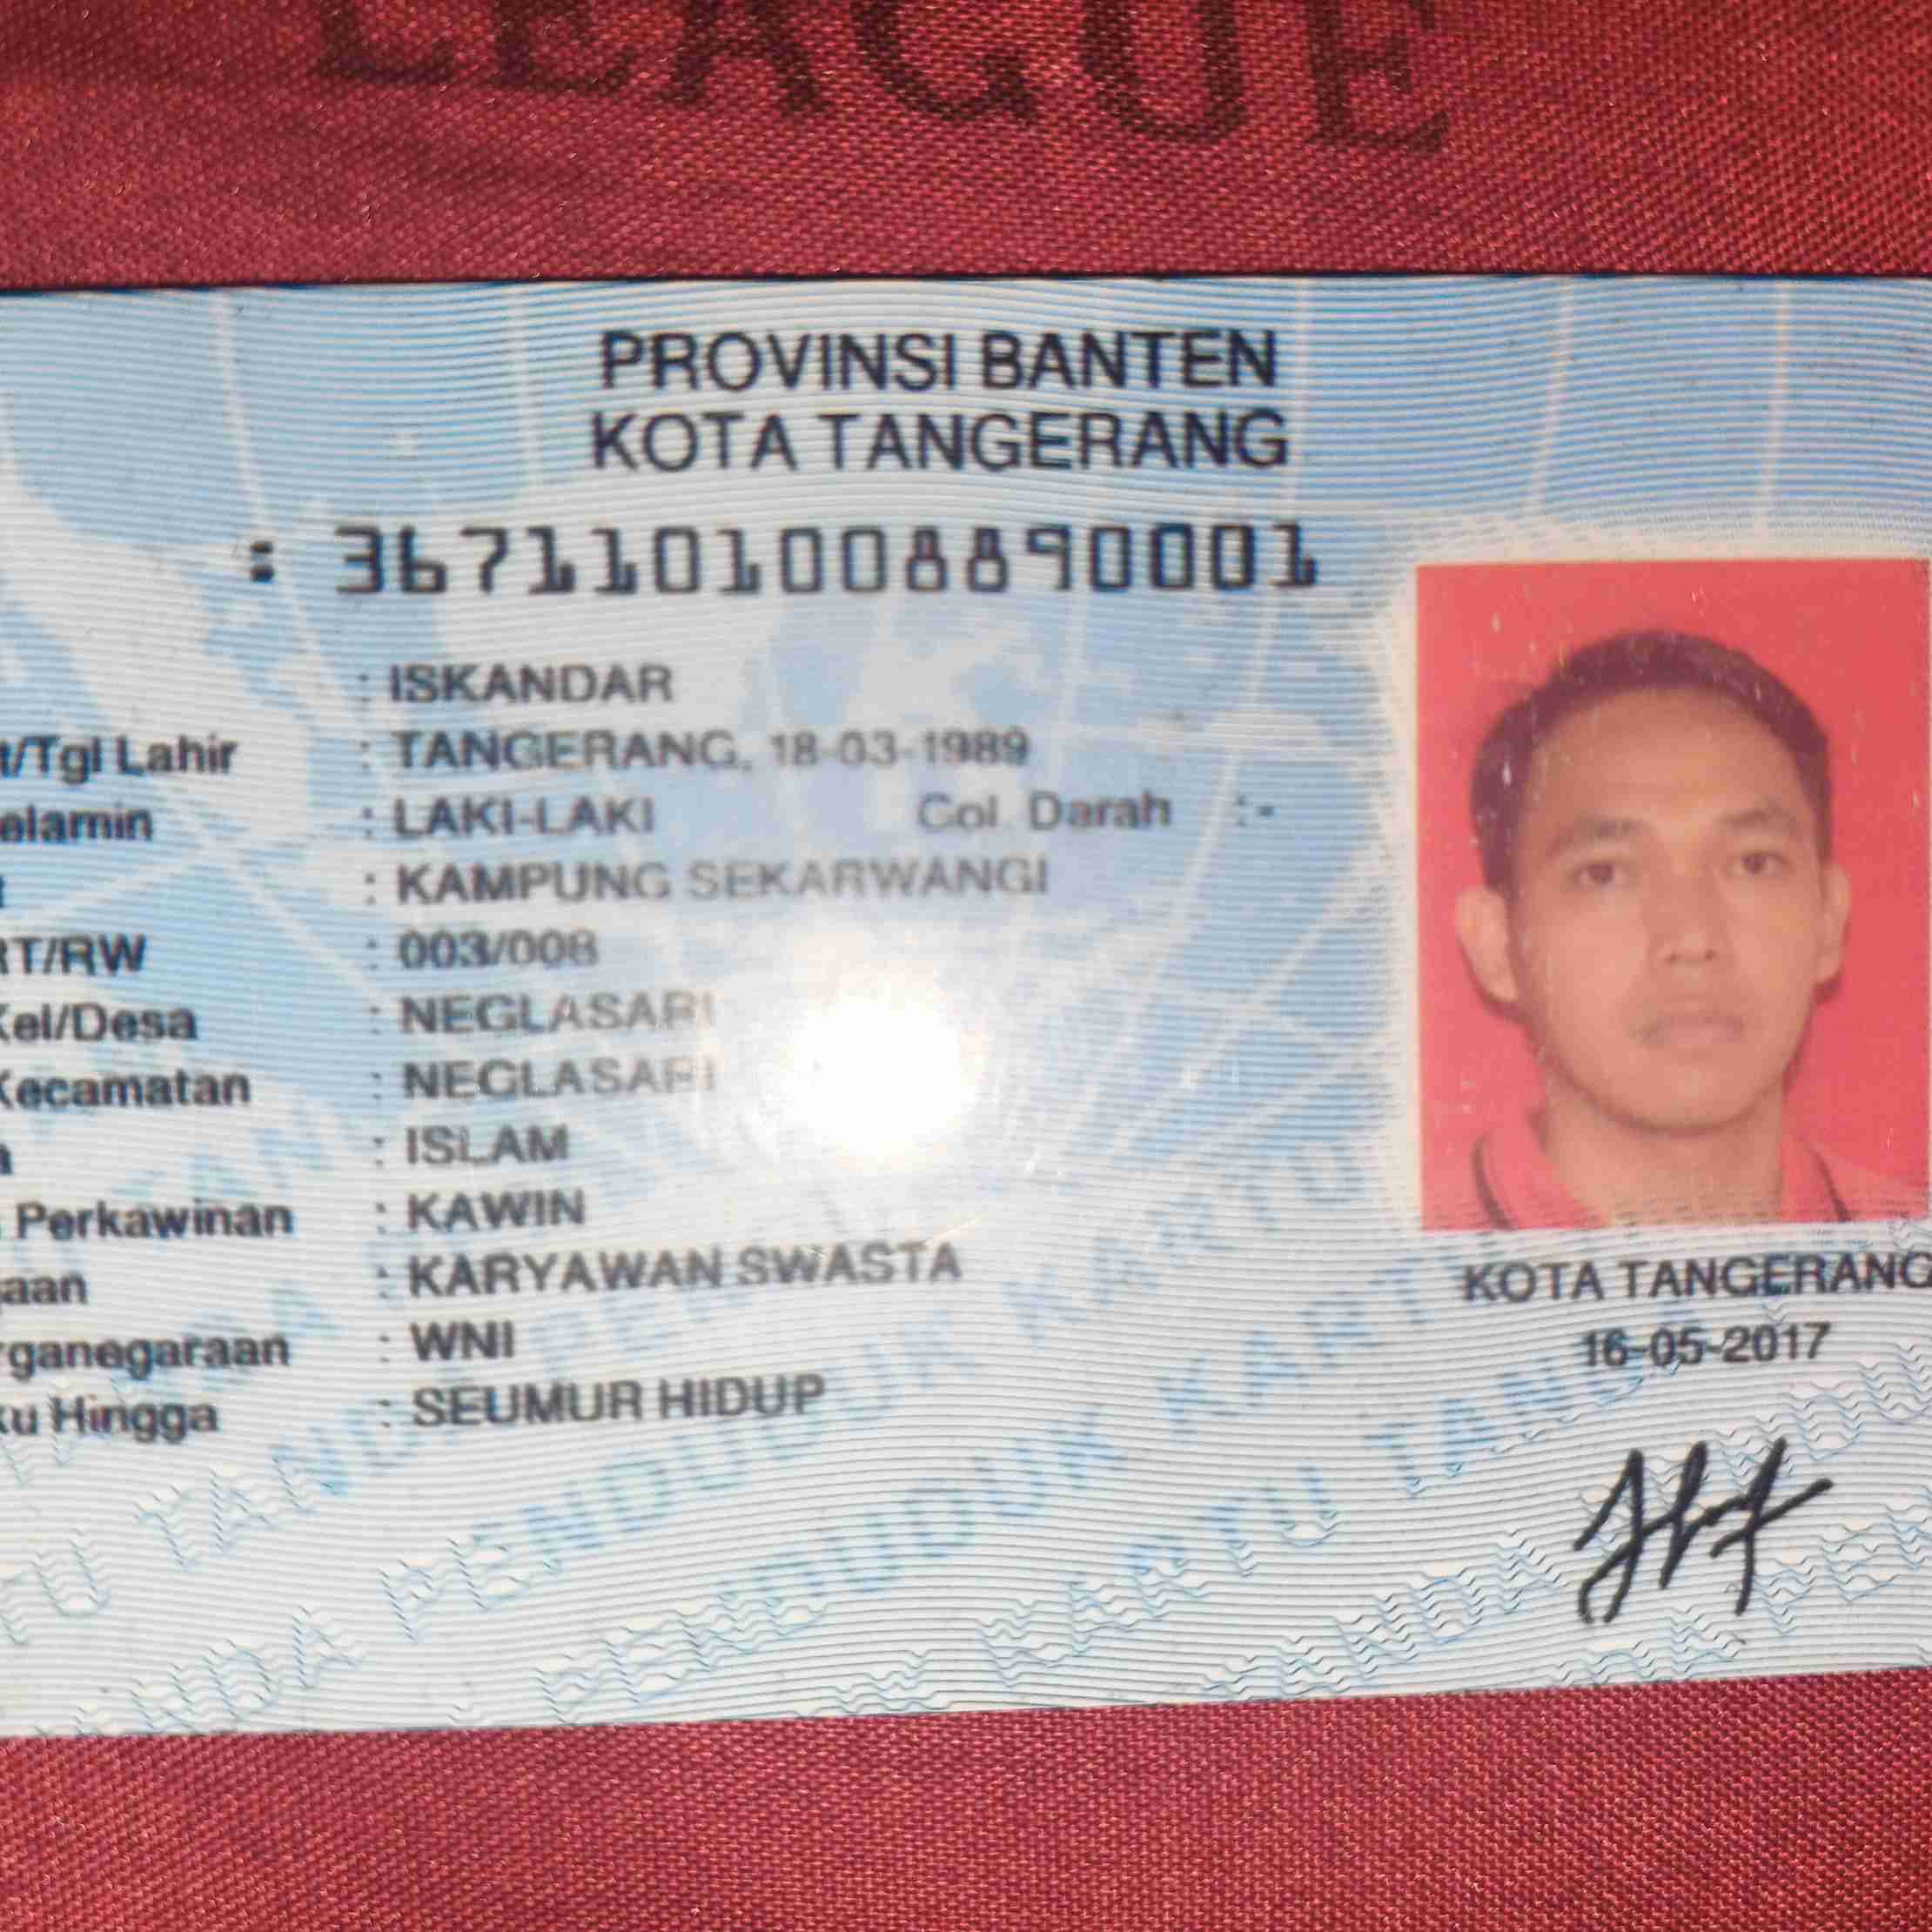 LEAGUE
PROVINSI BANTEN
KOTA TANGERANG
: 3671101008890001
: ISKANDAR
t/Tgl Lahir : TANGERANG, 18-03-1989
elamin : LAKI-LAKI Gol. Darah : -
: KAMPUNG SEKARWANGI
RT/RW : 003/008
Kel/Desa : NEGLASARI
Kecamatan : NEGLASARI
a : ISLAM
Perkawinan : KAWIN
jaan : KARYAWAN SWASTA
rganegaraan : WNI
ku Hingga : SEUMUR HIDUP
KOTA TANGERANG
16-05-2017